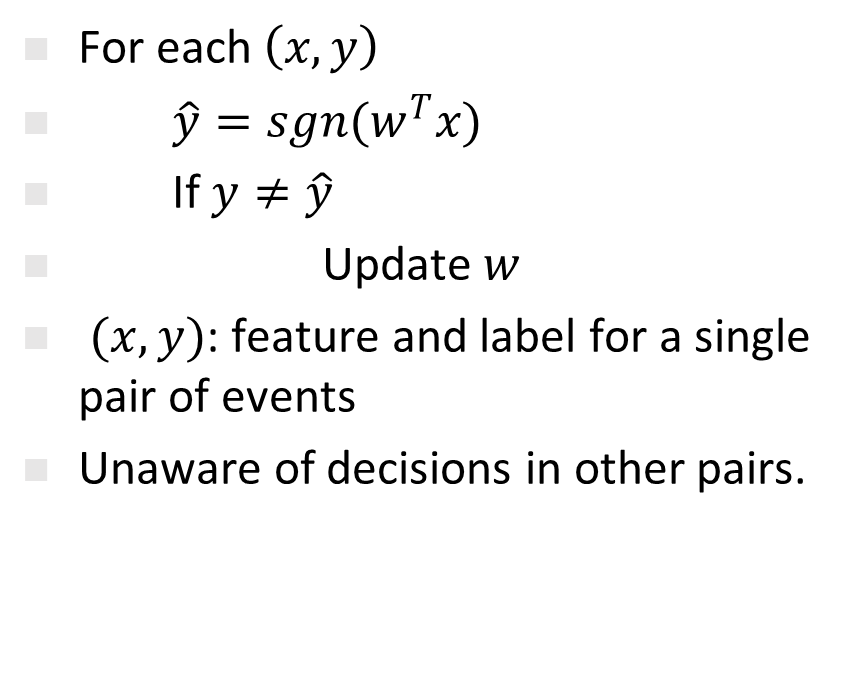 For each (𝑥, 𝑦)
ŷ = 𝑠𝑔𝑛(𝑤ᵀ𝑥)
If 𝑦 ≠ ŷ
Update 𝑤
(𝑥, 𝑦): feature and label for a single
pair of events
Unaware of decisions in other pairs.